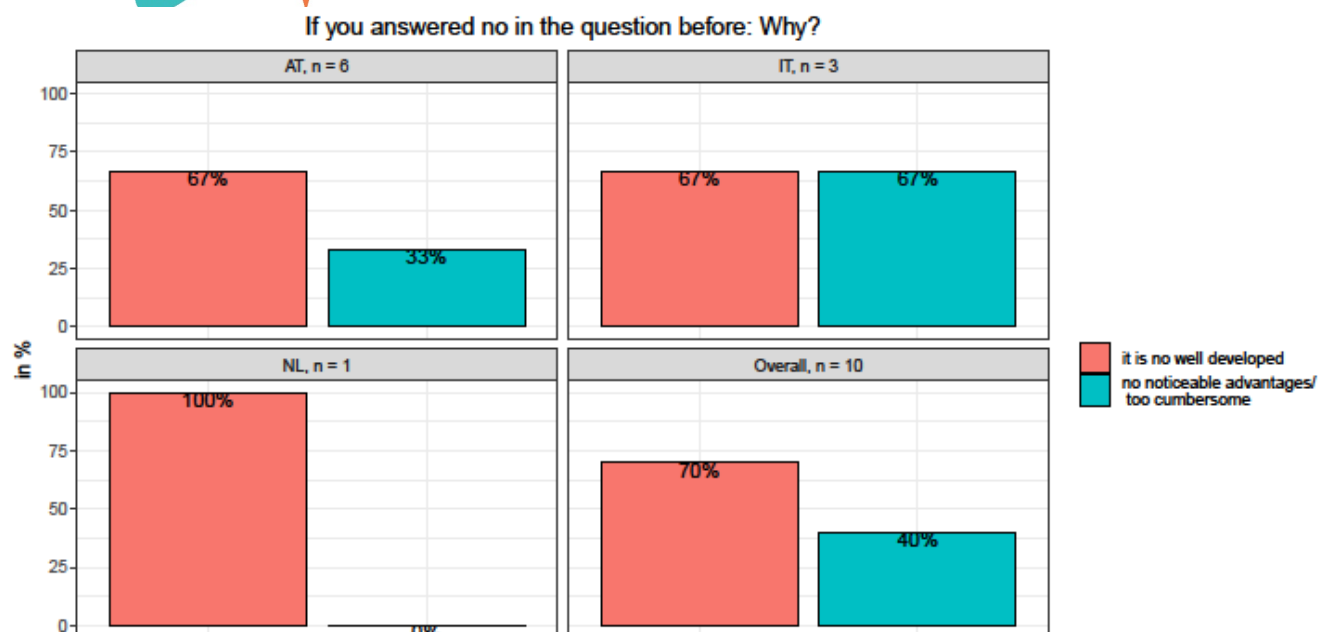 If you answered no in the question before: Why?
AT, n = 6
IT, n = 3
100
75
50
25
0
67%
33%
67%
67%
in %
NL, n = 1
Overall, n = 10
100
75
50
25
0
100%
0%
70%
40%
it is no well developed
no noticeable advantages/
too cumbersome